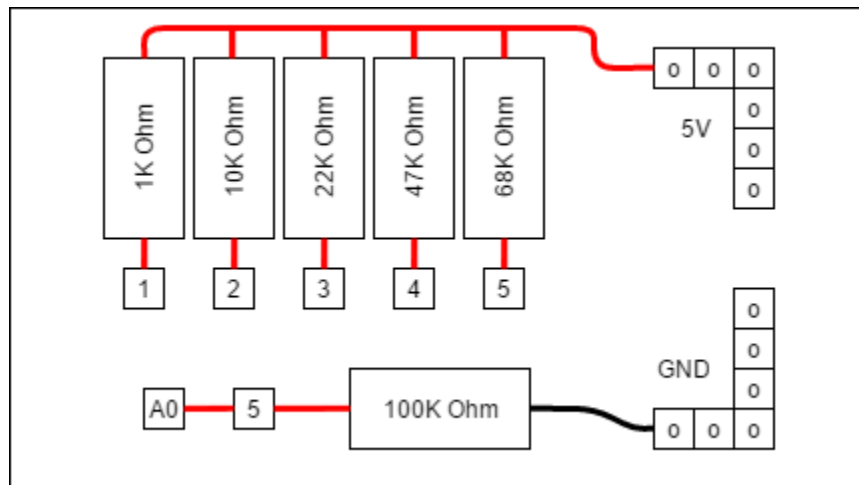 1K Ohm
10K Ohm
22K Ohm
47K Ohm
68K Ohm
o o o
5V
o
o
o
1 2 3 4 5
o
o
GND
o
A0 5 100K Ohm
o o o